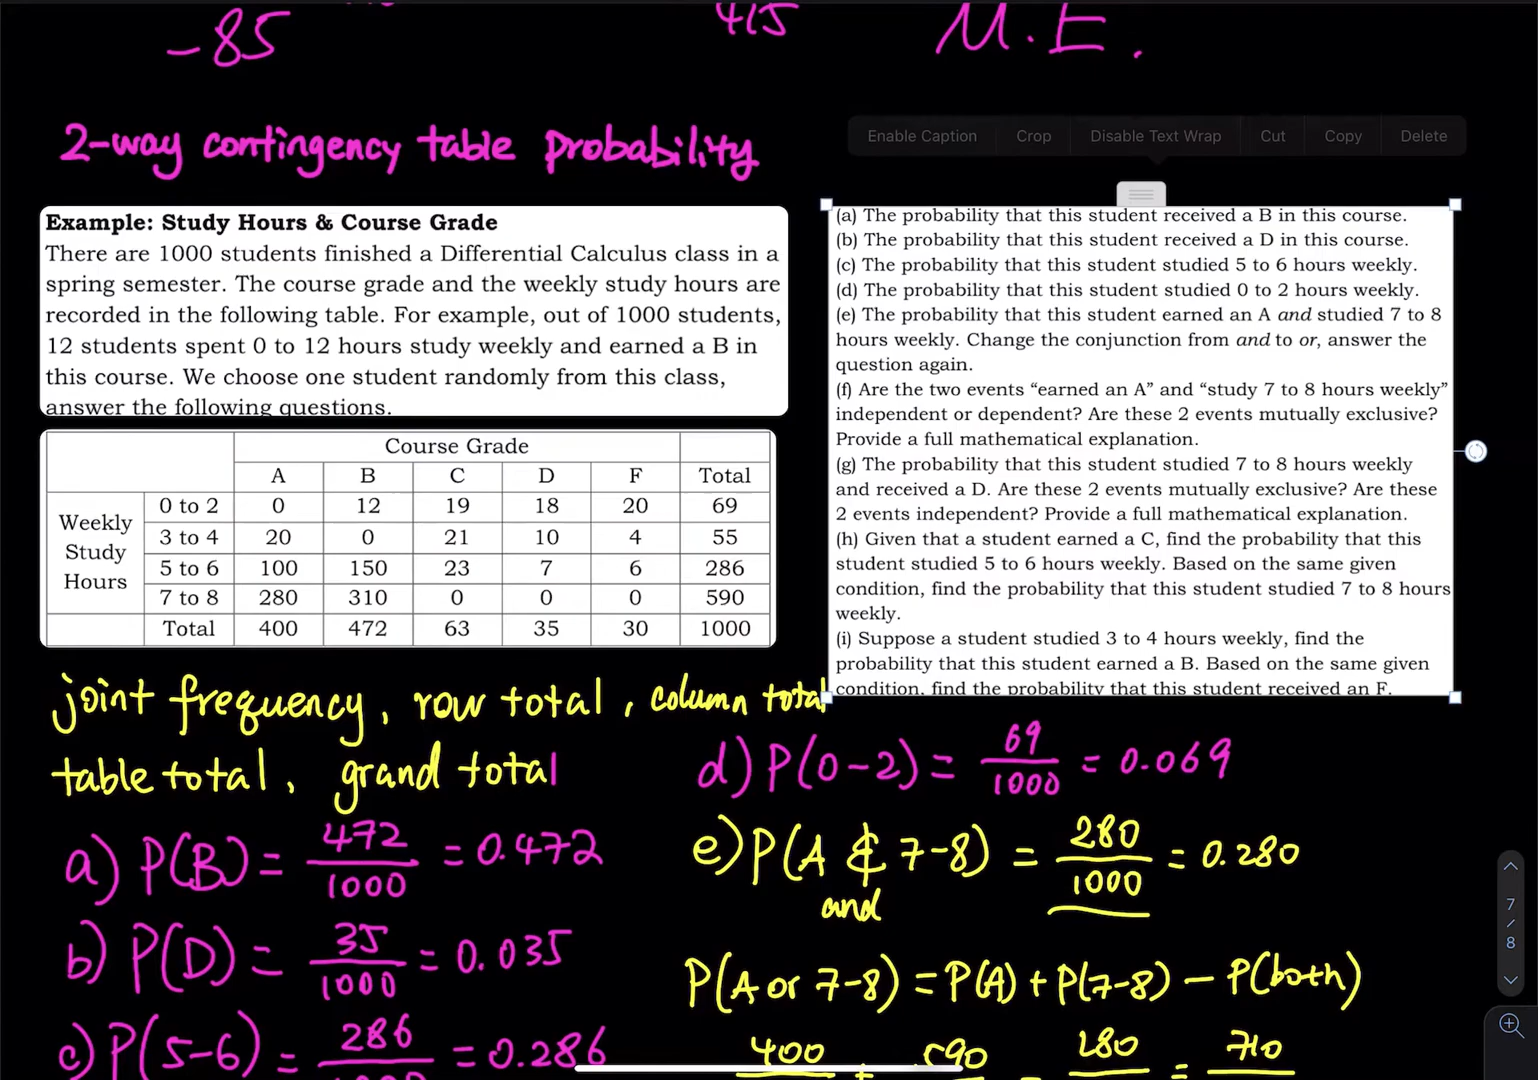 -85
415
M.E.
2-way contingency table probability
Enable Caption Crop Disable Text Wrap Cut Copy Delete
Example: Study Hours & Course Grade
There are 1000 students finished a Differential Calculus class in a
spring semester. The course grade and the weekly study hours are
recorded in the following table. For example, out of 1000 students,
12 students spent 0 to 12 hours study weekly and earned a B in
this course. We choose one student randomly from this class,
answer the following questions.
Course Grade
A B C D F Total
Weekly Study Hours
0 to 2 0 12 19 18 20 69
3 to 4 20 0 21 10 4 55
5 to 6 100 150 23 7 6 286
7 to 8 280 310 0 0 0 590
Total 400 472 63 35 30 1000
(a) The probability that this student received a B in this course.
(b) The probability that this student received a D in this course.
(c) The probability that this student studied 5 to 6 hours weekly.
(d) The probability that this student studied 0 to 2 hours weekly.
(e) The probability that this student earned an A and studied 7 to 8
hours weekly. Change the conjunction from and to or, answer the
question again.
(f) Are the two events “earned an A” and “study 7 to 8 hours weekly”
independent or dependent? Are these 2 events mutually exclusive?
Provide a full mathematical explanation.
(g) The probability that this student studied 7 to 8 hours weekly
and received a D. Are these 2 events mutually exclusive? Are these
2 events independent? Provide a full mathematical explanation.
(h) Given that a student earned a C, find the probability that this
student studied 5 to 6 hours weekly. Based on the same given
condition, find the probability that this student studied 7 to 8 hours
weekly.
(i) Suppose a student studied 3 to 4 hours weekly, find the
probability that this student earned a B. Based on the same given
condition, find the probability that this student received an F.
joint frequency, row total, column total
table total, grand total
a) P(B) = 472/1000 = 0.472
b) P(D) = 35/1000 = 0.035
c) P(5-6) = 286/1000 = 0.286
d) P(0-2) = 69/1000 = 0.069
e) P(A & 7-8) = 280/1000 = 0.280
and
P(A or 7-8) = P(A) + P(7-8) - P(both)
400 + 590 - 280 = 710
7
/
8